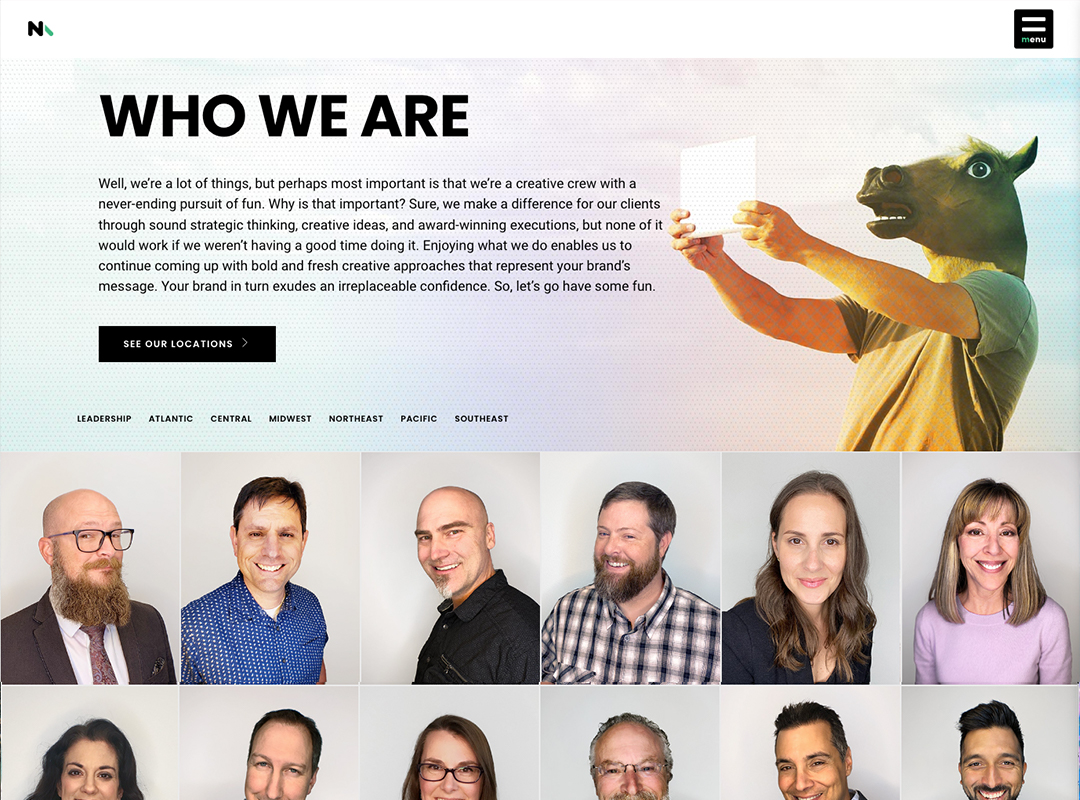 N
menu
WHO WE ARE
Well, we’re a lot of things, but perhaps most important is that we’re a creative crew with a
never-ending pursuit of fun. Why is that important? Sure, we make a difference for our clients
through sound strategic thinking, creative ideas, and award-winning executions, but none of it
would work if we weren’t having a good time doing it. Enjoying what we do enables us to
continue coming up with bold and fresh creative approaches that represent your brand’s
message. Your brand in turn exudes an irreplaceable confidence. So, let’s go have some fun.
SEE OUR LOCATIONS
LEADERSHIP ATLANTIC CENTRAL MIDWEST NORTHEAST PACIFIC SOUTHEAST